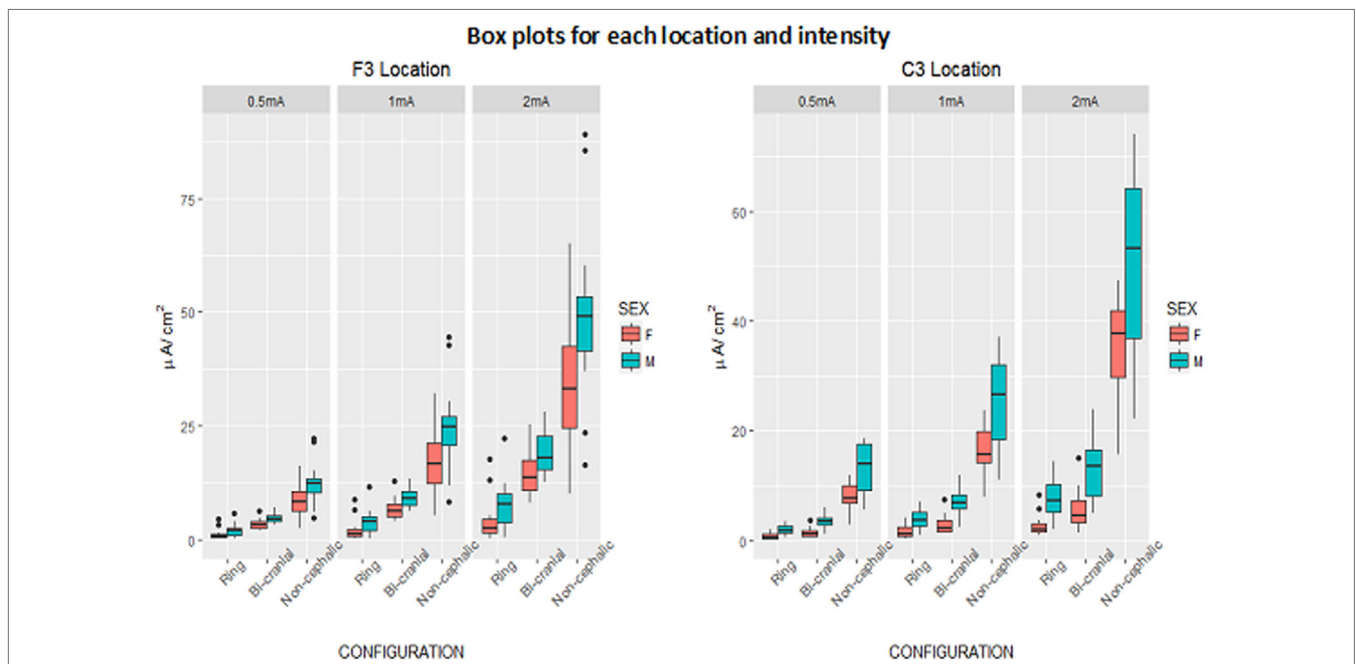 Box plots for each location and intensity
F3 Location
0.5mA 1mA 2mA
75
50
25
0
μ A/ cm²
Ring Bi-cranial Non-cephalic Ring Bi-cranial Non-cephalic Ring Bi-cranial Non-cephalic
CONFIGURATION
SEX
F
M
C3 Location
0.5mA 1mA 2mA
60
40
20
0
μ A/ cm²
Ring Bi-cranial Non-cephalic Ring Bi-cranial Non-cephalic Ring Bi-cranial Non-cephalic
CONFIGURATION
SEX
F
M